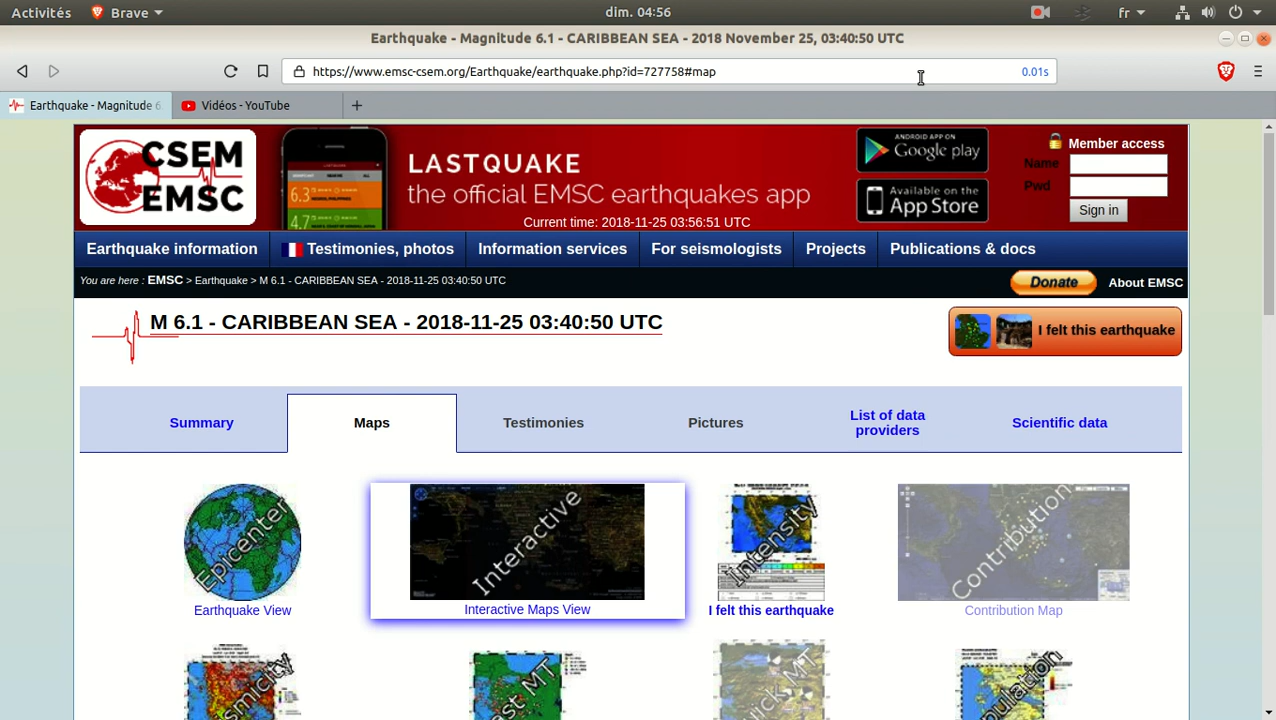 Activités Brave dim. 04:56 fr
Earthquake - Magnitude 6.1 - CARIBBEAN SEA - 2018 November 25, 03:40:50 UTC
https://www.emsc-csem.org/Earthquake/earthquake.php?id=727758#map 0.01s
Earthquake - Magnitude 6 Vidéos - YouTube
CSEM
EMSC
6.3
4.7
LASTQUAKE
the official EMSC earthquakes app
Current time: 2018-11-25 03:56:51 UTC
ANDROID APP ON
Google play
Available on the
App Store
Member access
Name
Pwd
Sign in
Earthquake information Testimonies, photos Information services For seismologists Projects Publications & docs
You are here : EMSC > Earthquake > M 6.1 - CARIBBEAN SEA - 2018-11-25 03:40:50 UTC
Donate About EMSC
M 6.1 - CARIBBEAN SEA - 2018-11-25 03:40:50 UTC
I felt this earthquake
Summary Maps Testimonies Pictures List of data providers Scientific data
Epicenter Interactive Intensity Contribution
Earthquake View Interactive Maps View I felt this earthquake Contribution Map